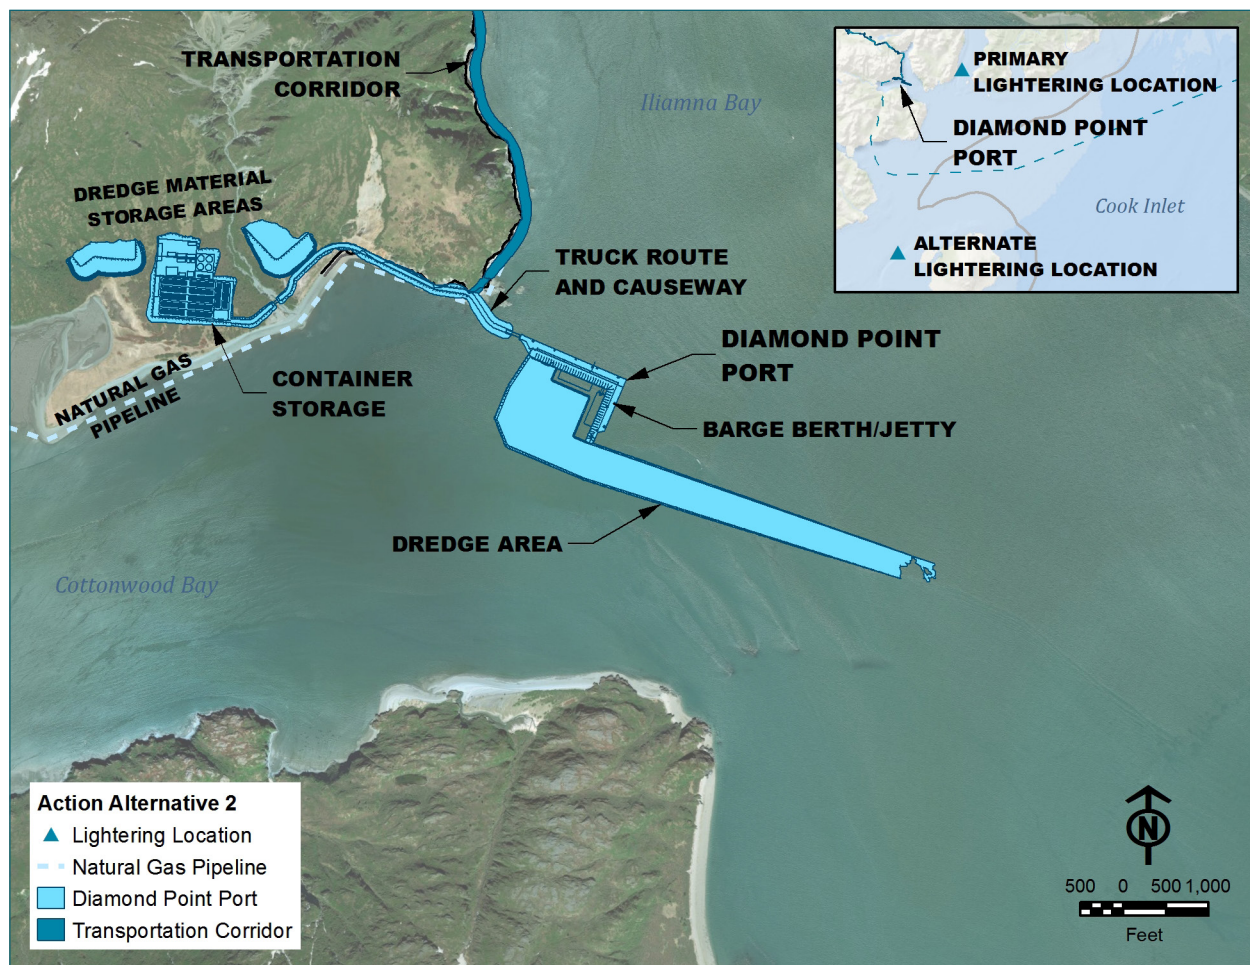 TRANSPORTATION
CORRIDOR
Iliamna Bay
PRIMARY
LIGHTERING LOCATION
DIAMOND POINT
PORT
Cook Inlet
ALTERNATE
LIGHTERING LOCATION
DREDGE MATERIAL
STORAGE AREAS
TRUCK ROUTE
AND CAUSEWAY
DIAMOND POINT
PORT
NATURAL GAS
PIPELINE
CONTAINER
STORAGE
BARGE BERTH/JETTY
DREDGE AREA
Cottonwood Bay
Action Alternative 2
Lightering Location
Natural Gas Pipeline
Diamond Point Port
Transportation Corridor
N
500 0 500 1,000
Feet